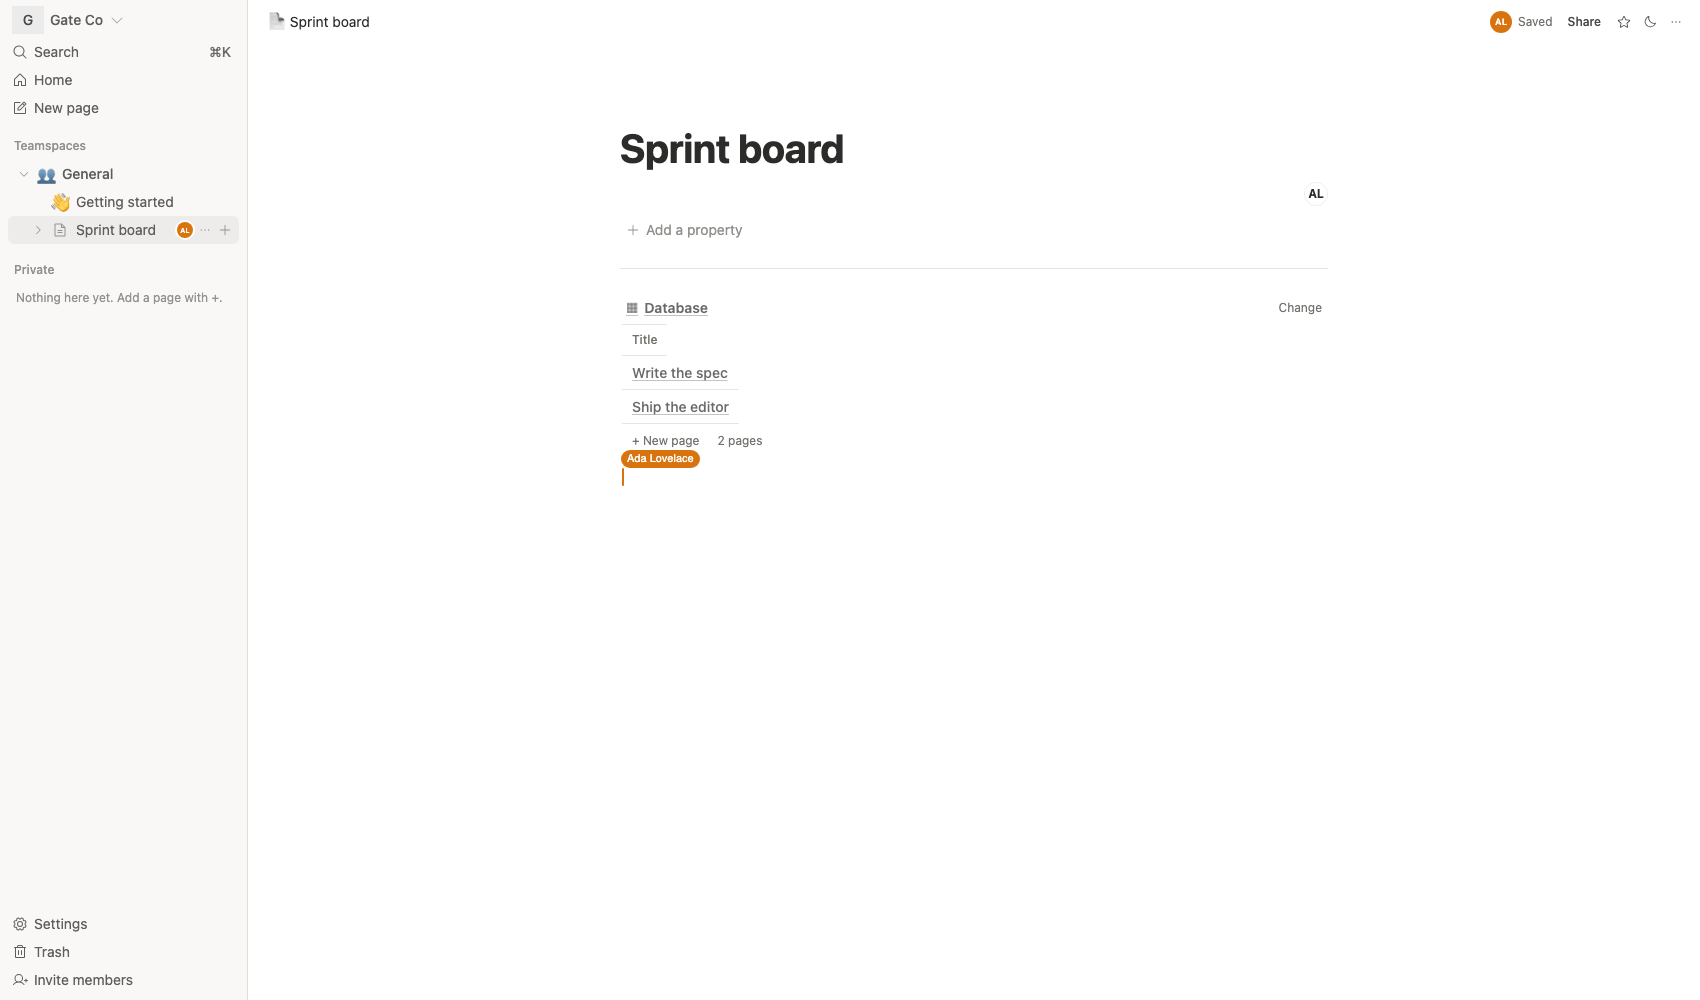 G Gate Co
Search ⌘K
Home
New page
Teamspaces
General
Getting started
Sprint board AL
Private
Nothing here yet. Add a page with +.
Settings
Trash
Invite members
Sprint board
AL Saved Share
Sprint board
AL
+ Add a property
Database Change
Title
Write the spec
Ship the editor
+ New page 2 pages
Ada Lovelace